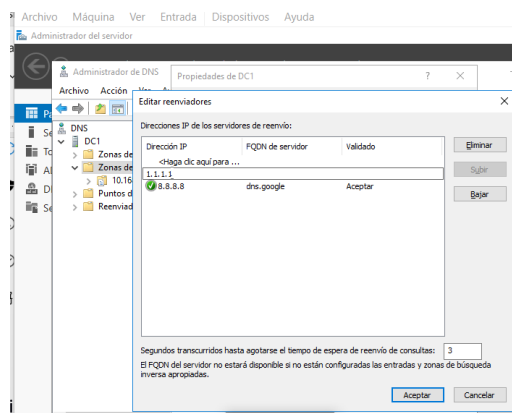 Archivo Máquina Ver Entrada Dispositivos Ayuda
Administrador del servidor
Administrador de DNS
Propiedades de DC1 ?
Archivo Acción
Editar reenviadores
DNS
DC1
Zonas de
Zonas de
10.16
Puntos d
Reenviad
Direcciones IP de los servidores de reenvío:
Dirección IP FQDN de servidor Validado
<Haga clic aquí para ...
1.1.1.1
8.8.8.8 dns.google Aceptar
Eliminar
Subir
Bajar
Segundos transcurridos hasta agotarse el tiempo de espera de reenvío de consultas: 3
El FQDN del servidor no estará disponible si no están configuradas las entradas y zonas de búsqueda
inversa apropiadas.
Aceptar Cancelar